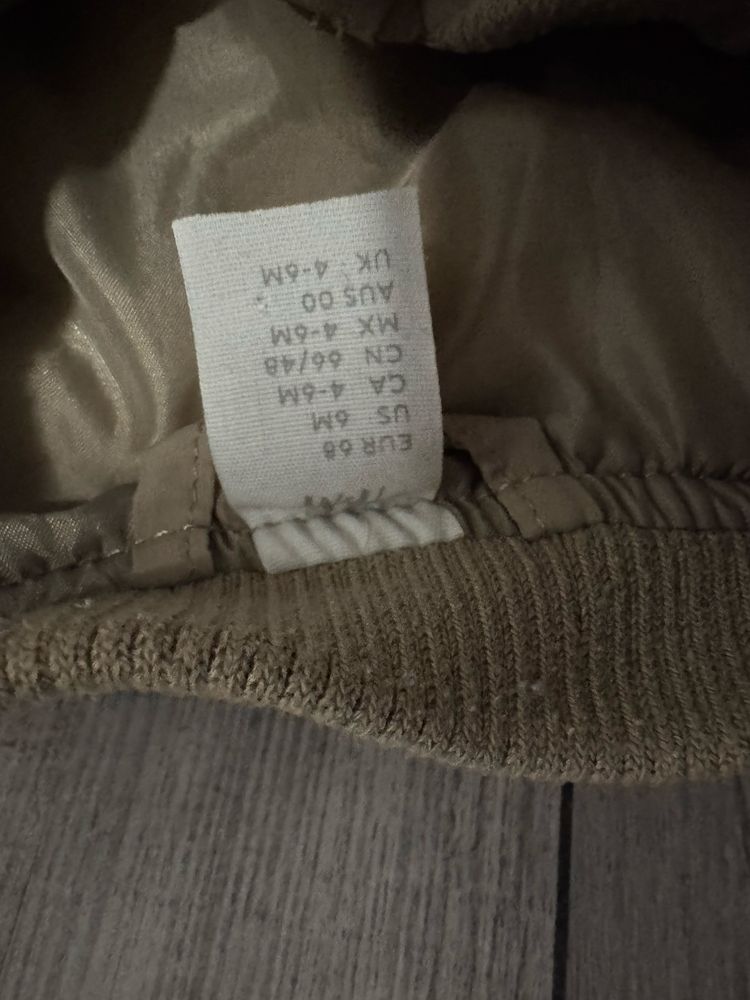 EUR 68
US 6M
CA 4-6M
CN 66/48
MX 4-6M
AUS 00
UK 4-6M